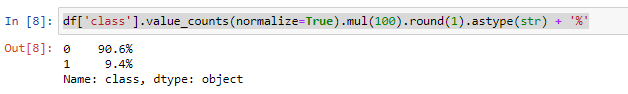 In [8]: df['class'].value_counts(normalize=True).mul(100).round(1).astype(str) + '%'
Out[8]: 0    90.6%
1     9.4%
Name: class, dtype: object